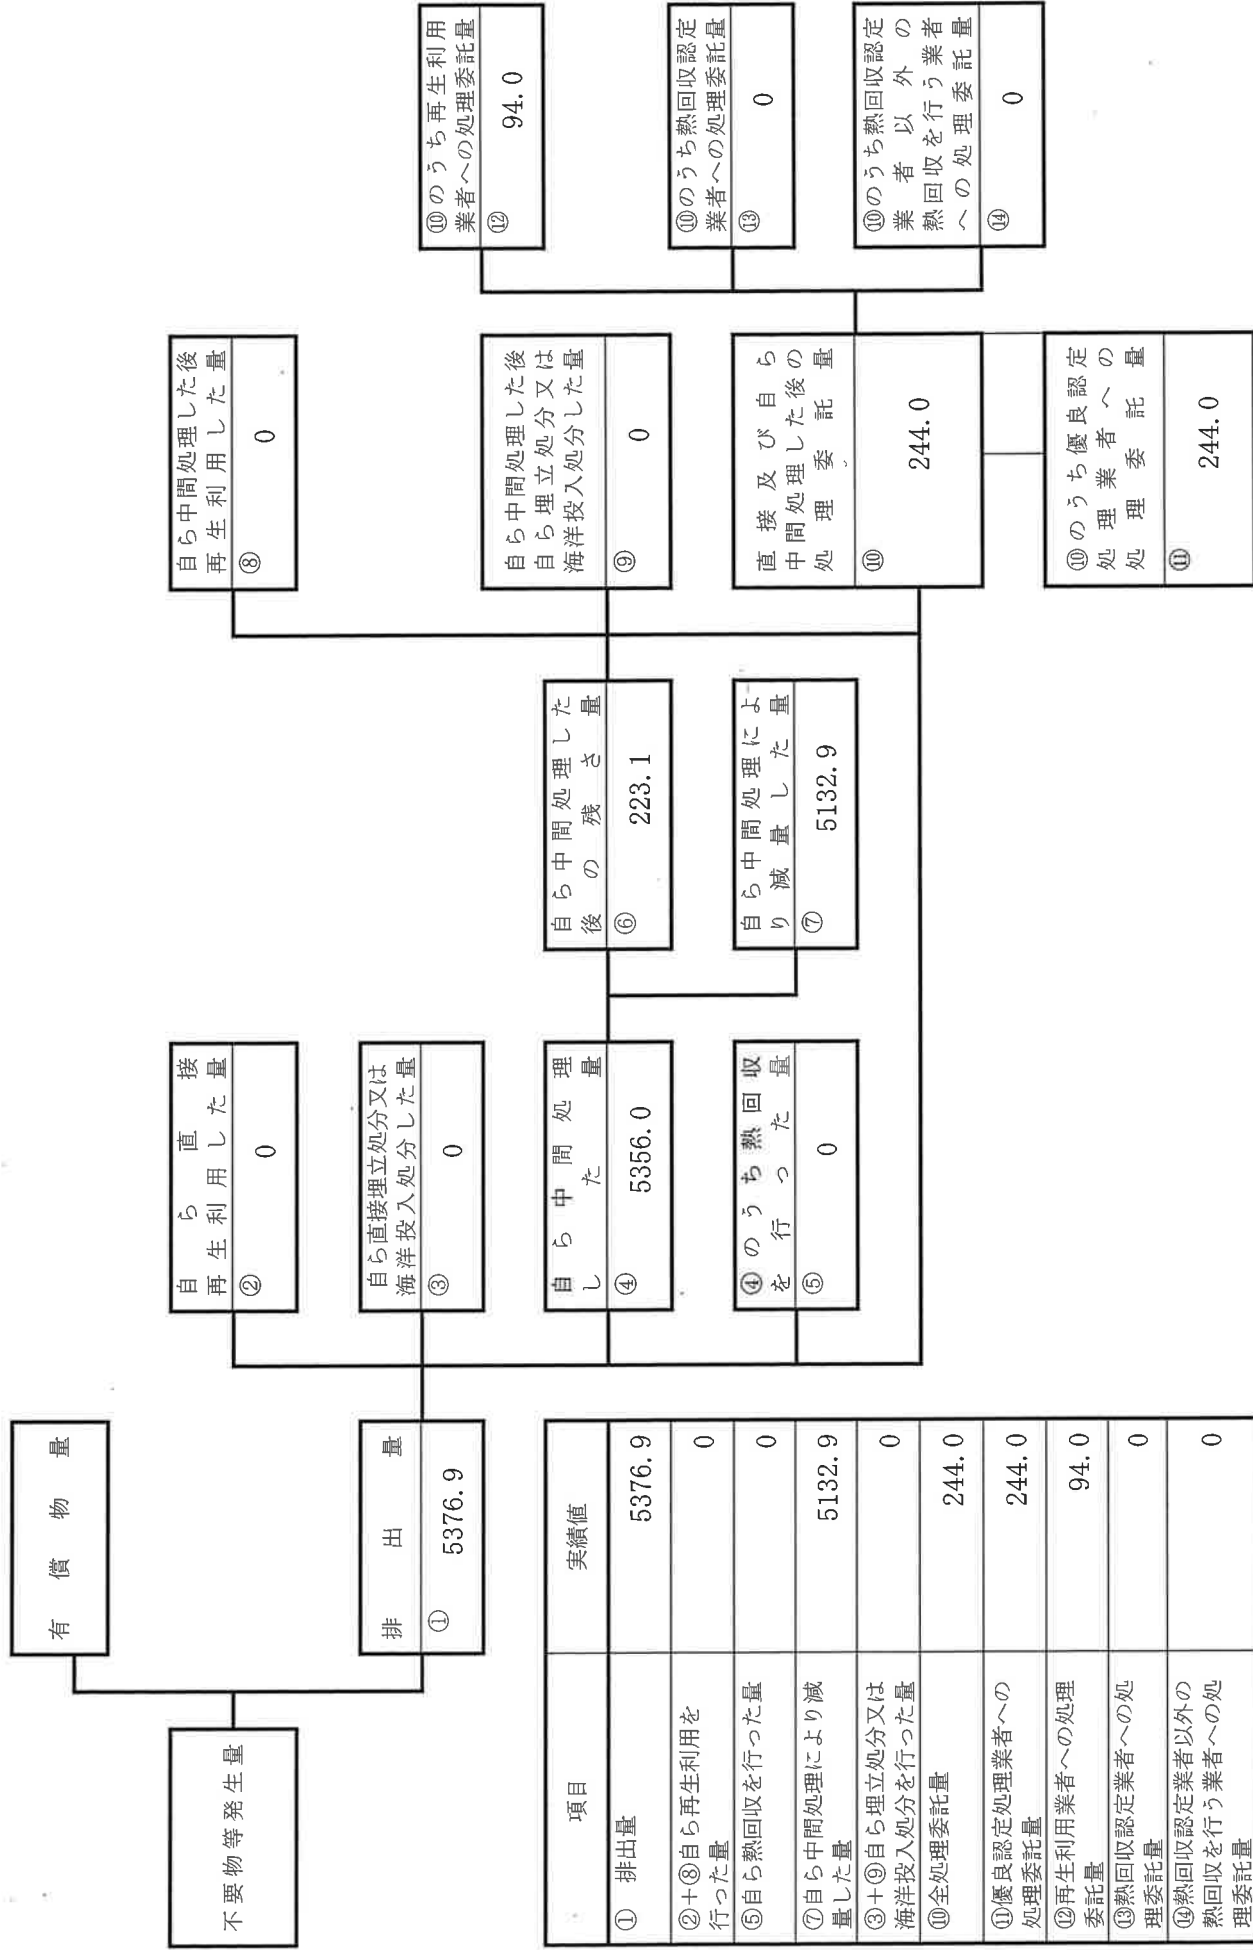 不要物等発生量
有償物量
排出量
① 5376.9
自ら直接
再生利用した量
② 0
自ら直接埋立処分又は
海洋投入処分した量
③ 0
自ら中間処理
した量
④ 5356.0
④のうち熱回収
を行った量
⑤ 0
自ら中間処理した
後の残さ量
⑥ 223.1
自ら中間処理によ
り減量した量
⑦ 5132.9
自ら中間処理した後
再生利用した量
⑧ 0
自ら中間処理した後
自ら埋立処分又は
海洋投入処分した量
⑨ 0
直接及び自ら
中間処理した後の
処理委託量
⑩ 244.0
⑩のうち優良認定
処理業者への
処理委託量
⑪ 244.0
⑩のうち再生利用
業者への処理委託量
⑫ 94.0
⑩のうち熱回収認定
業者への処理委託量
⑬ 0
⑩のうち熱回収認定
業者以外の
熱回収を行う業者
への処理委託量
⑭ 0
項目 実績値
① 排出量 5376.9
②+⑧自ら再生利用を
行った量 0
⑤自ら熱回収を行った量 0
⑦自ら中間処理により減
量した量 5132.9
③+⑨自ら埋立処分又は
海洋投入処分を行った量 0
⑩全処理委託量 244.0
⑪優良認定処理業者への
処理委託量 244.0
⑫再生利用業者への処理
委託量 94.0
⑬熱回収認定業者への処
理委託量 0
⑭熱回収認定業者以外の
熱回収を行う業者への処
理委託量 0